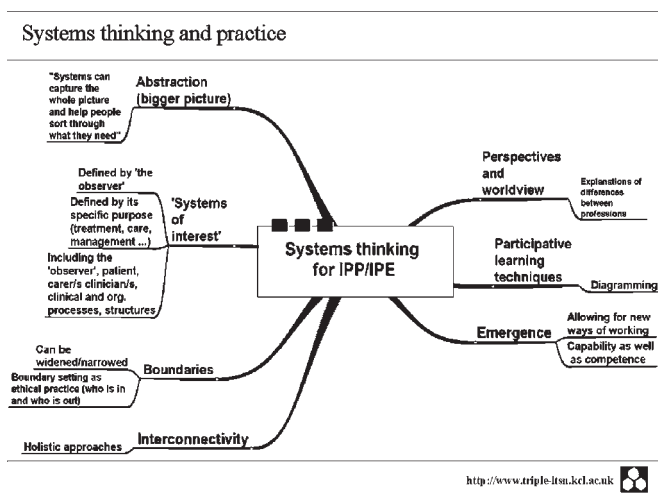 Systems thinking and practice
"Systems can
capture the
whole picture
and help people
sort through
what they need"
Abstraction
(bigger picture)
Defined by 'the
observer'
Defined by its
specific purpose
(treatment, care,
management ...)
Including the
'observer', patient,
carer/s clinician/s,
clinical and org.
processes, structures
'Systems
of
interest'
Can be
widened/narrowed
Boundary setting as
ethical practice (who is in
and who is out)
Boundaries
Holistic approaches
Interconnectivity
Systems thinking
for IPP/IPE
Perspectives
and
worldview
Explanations of
differences
between
professions
Participative
learning
techniques
Diagramming
Emergence
Allowing for new
ways of working
Capability as well
as competence
http://www.triple-ltsn.kcl.ac.uk